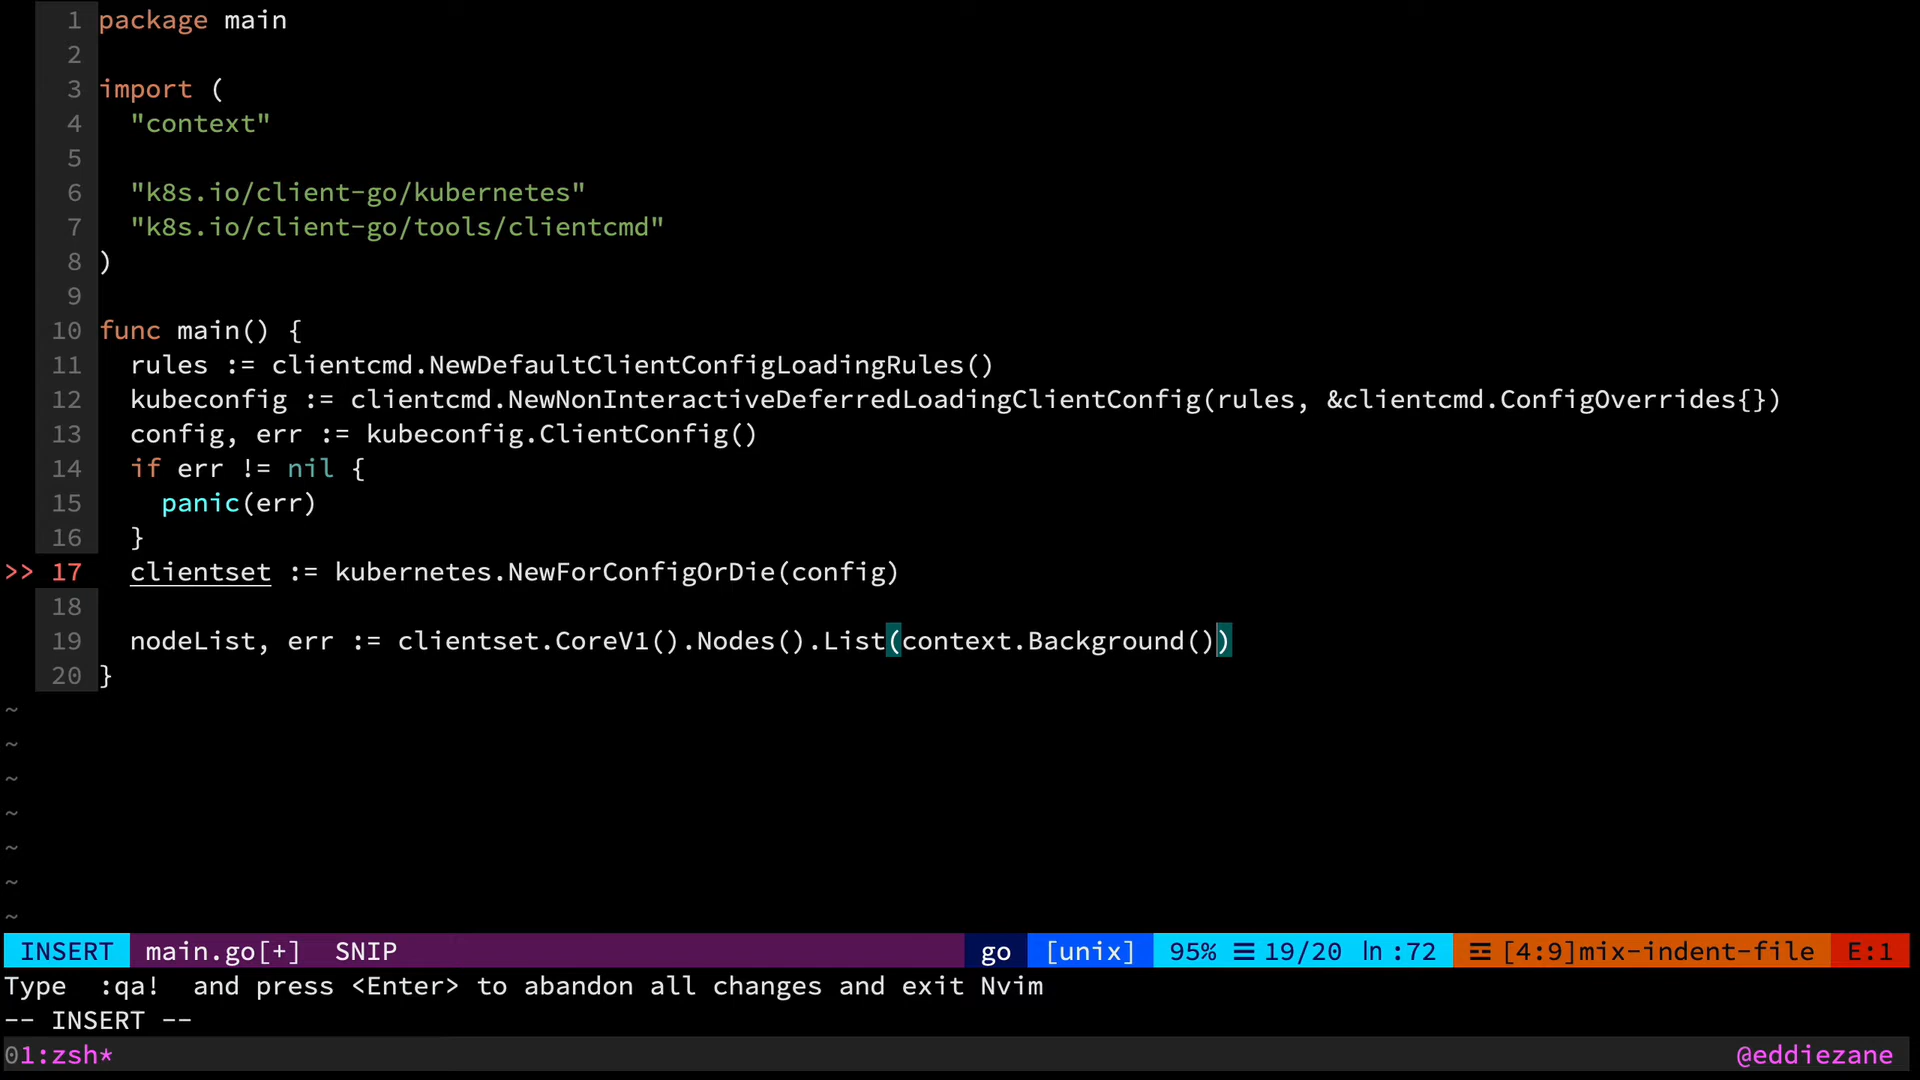 1 package main
2
3 import (
4 "context"
5
6 "k8s.io/client-go/kubernetes"
7 "k8s.io/client-go/tools/clientcmd"
8 )
9
10 func main() {
11 rules := clientcmd.NewDefaultClientConfigLoadingRules()
12 kubeconfig := clientcmd.NewNonInteractiveDeferredLoadingClientConfig(rules, &clientcmd.ConfigOverrides{})
13 config, err := kubeconfig.ClientConfig()
14 if err != nil {
15 panic(err)
16 }
>> 17 clientset := kubernetes.NewForConfigOrDie(config)
18
19 nodeList, err := clientset.CoreV1().Nodes().List(context.Background())
20 }
~
~
~
~
~
~
~
INSERT main.go[+] SNIP go [unix] 95% ☰ 19/20 ln :72 ☲ [4:9]mix-indent-file E:1
Type :qa! and press <Enter> to abandon all changes and exit Nvim
-- INSERT --
01:zsh* @eddiezane